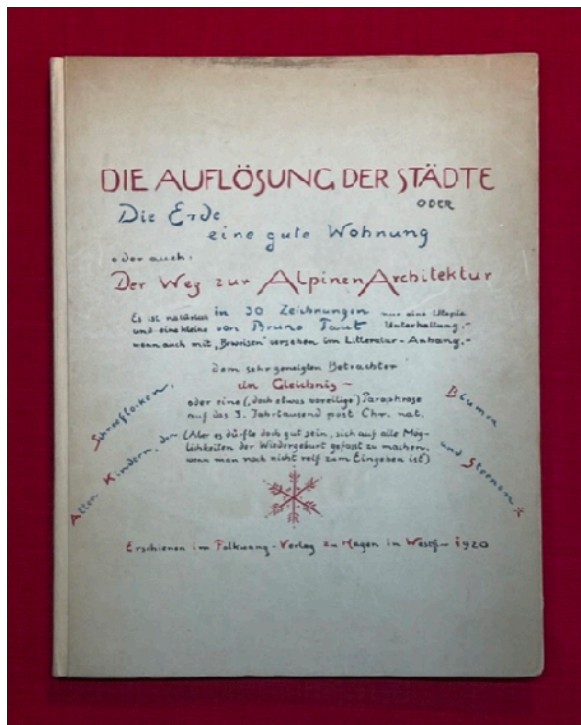 DIE AUFLÖSUNG DER STÄDTE
ODER
Die Erde
eine gute Wohnung
oder auch:
Der Weg zur Alpinen Architektur
Es ist natürlich in 30 Zeichnungen nur eine Utopie
und eine kleine von Bruno Taut Unterhaltung,-
wenn auch mit „Beweisen" versehen im Litteratur-Anhang.-
dem sehr geneigten Betrachter
ein Gleichnis -
oder eine (,doch etwas voreilige) Paraphrase
auf das 3. Jahrtausend post Chr. nat.
(Aber es dürfte doch gut sein, sich auf alle Mög-
lichkeiten der Wiedergeburt gefasst zu machen,
wenn man noch nicht reif zum Eingehen ist)
Allen Kindern, den Schneeflocken,
Bäumen und Sternen
Erschienen im Folkwang-Verlag zu Hagen in Westf- 1920